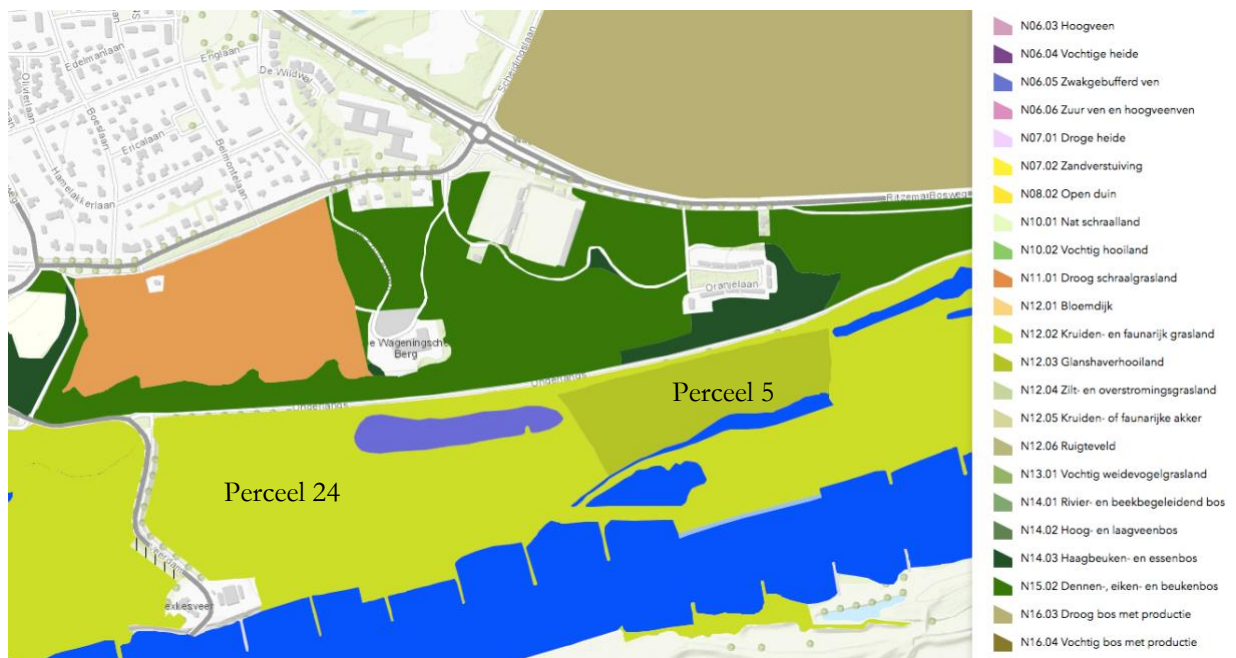 Edelmanlaan
Englaan
De Wildwal
Scheidingslaan
Olivierlaan
Boeslaan
Ericalaan
Belmontelaan
Hamelakkerlaan
Ritzema Bosweg
Oranjelaan
e Wageningsche
Berg
Onderlangs
Onderlangs
Perceel 5
Perceel 24
exkesveer
N06.03 Hoogveen
N06.04 Vochtige heide
N06.05 Zwakgebufferd ven
N06.06 Zuur ven en hoogveenven
N07.01 Droge heide
N07.02 Zandverstuiving
N08.02 Open duin
N10.01 Nat schraalland
N10.02 Vochtig hooiland
N11.01 Droog schraalgrasland
N12.01 Bloemdijk
N12.02 Kruiden- en faunarijk grasland
N12.03 Glanshaverhooiland
N12.04 Zilt- en overstromingsgrasland
N12.05 Kruiden- of faunarijke akker
N12.06 Ruigteveld
N13.01 Vochtig weidevogelgrasland
N14.01 Rivier- en beekbegeleidend bos
N14.02 Hoog- en laagveenbos
N14.03 Haagbeuken- en essenbos
N15.02 Dennen-, eiken- en beukenbos
N16.03 Droog bos met productie
N16.04 Vochtig bos met productie